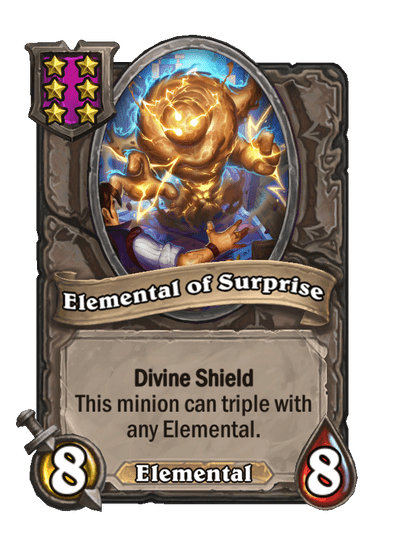 Elemental of Surprise
Divine Shield
This minion can triple with
any Elemental.
8
Elemental
8